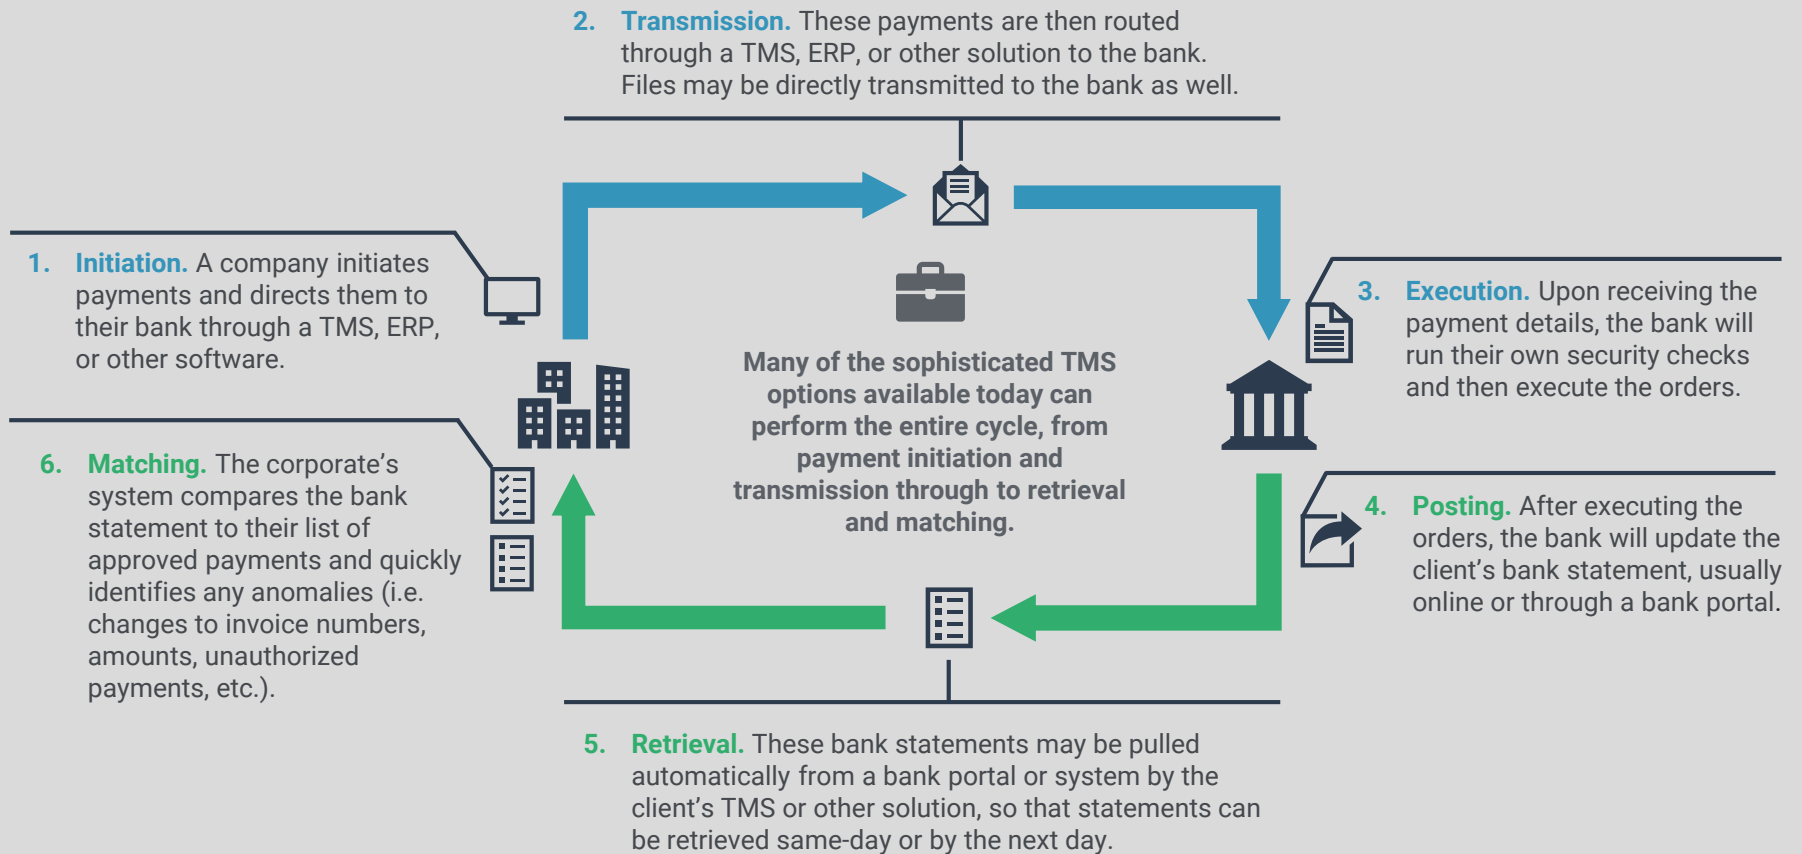 2. Transmission. These payments are then routed
through a TMS, ERP, or other solution to the bank.
Files may be directly transmitted to the bank as well.
1. Initiation. A company initiates
payments and directs them to
their bank through a TMS, ERP,
or other software.
3. Execution. Upon receiving the
payment details, the bank will
run their own security checks
and then execute the orders.
Many of the sophisticated TMS
options available today can
perform the entire cycle, from
payment initiation and
transmission through to retrieval
and matching.
6. Matching. The corporate’s
system compares the bank
statement to their list of
approved payments and quickly
identifies any anomalies (i.e.
changes to invoice numbers,
amounts, unauthorized
payments, etc.).
4. Posting. After executing the
orders, the bank will update the
client’s bank statement, usually
online or through a bank portal.
5. Retrieval. These bank statements may be pulled
automatically from a bank portal or system by the
client’s TMS or other solution, so that statements can
be retrieved same-day or by the next day.